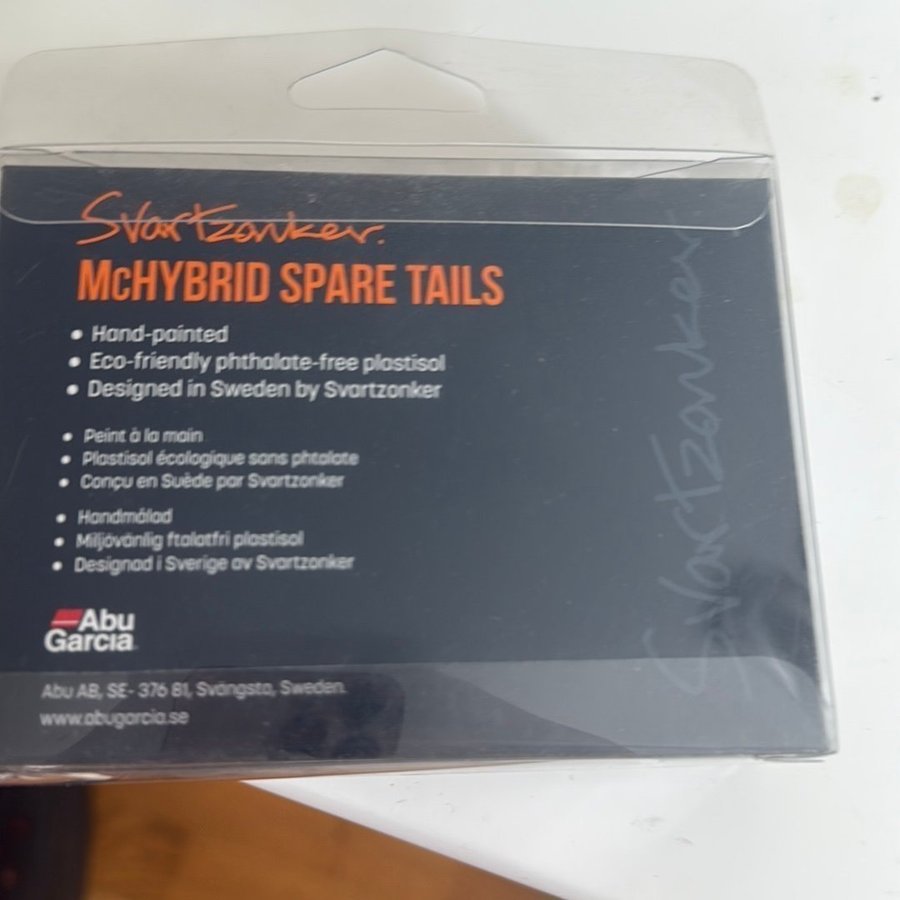 Svartzonker.
McHYBRID SPARE TAILS
• Hand-painted
• Eco-friendly phthalate-free plastisol
• Designed in Sweden by Svartzonker
• Peint à la main
• Plastisol écologique sans phtalate
• Conçu en Suède par Svartzonker
• Handmålad
• Miljövänlig ftalatfri plastisol
• Designad i Sverige av Svartzonker
Abu
Garcia
Abu AB, SE- 376 81, Svängsta, Sweden.
www.abugarcia.se
Svartzonker.